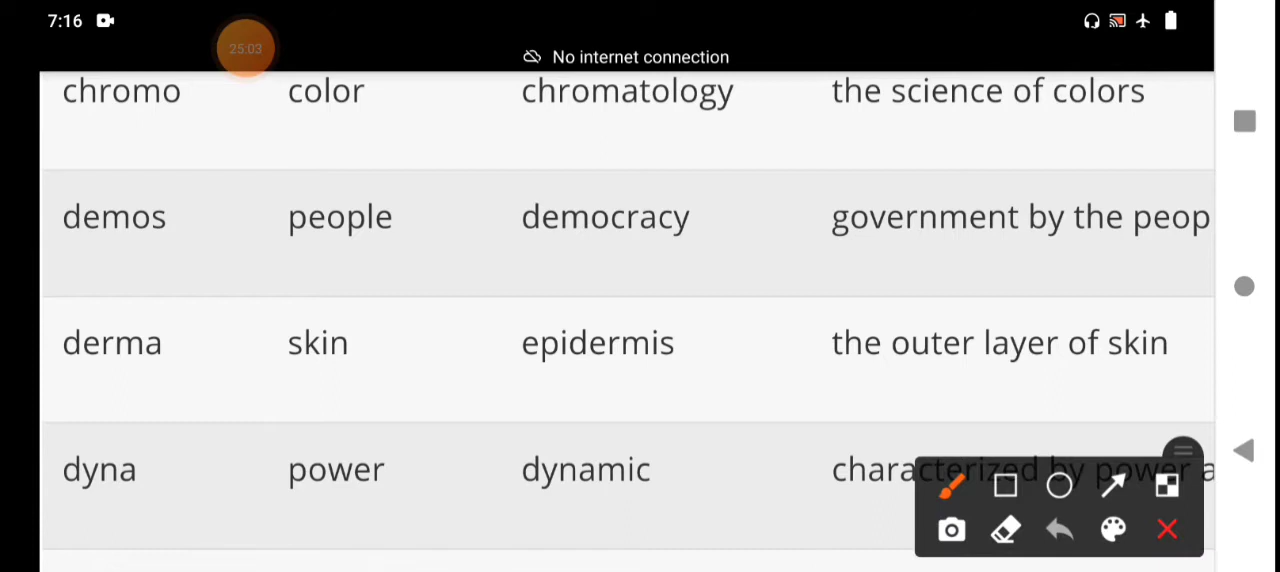 7:16
25:03
No internet connection
chromo color chromatology the science of colors
demos people democracy government by the peop
derma skin epidermis the outer layer of skin
dyna power dynamic characterized by power a